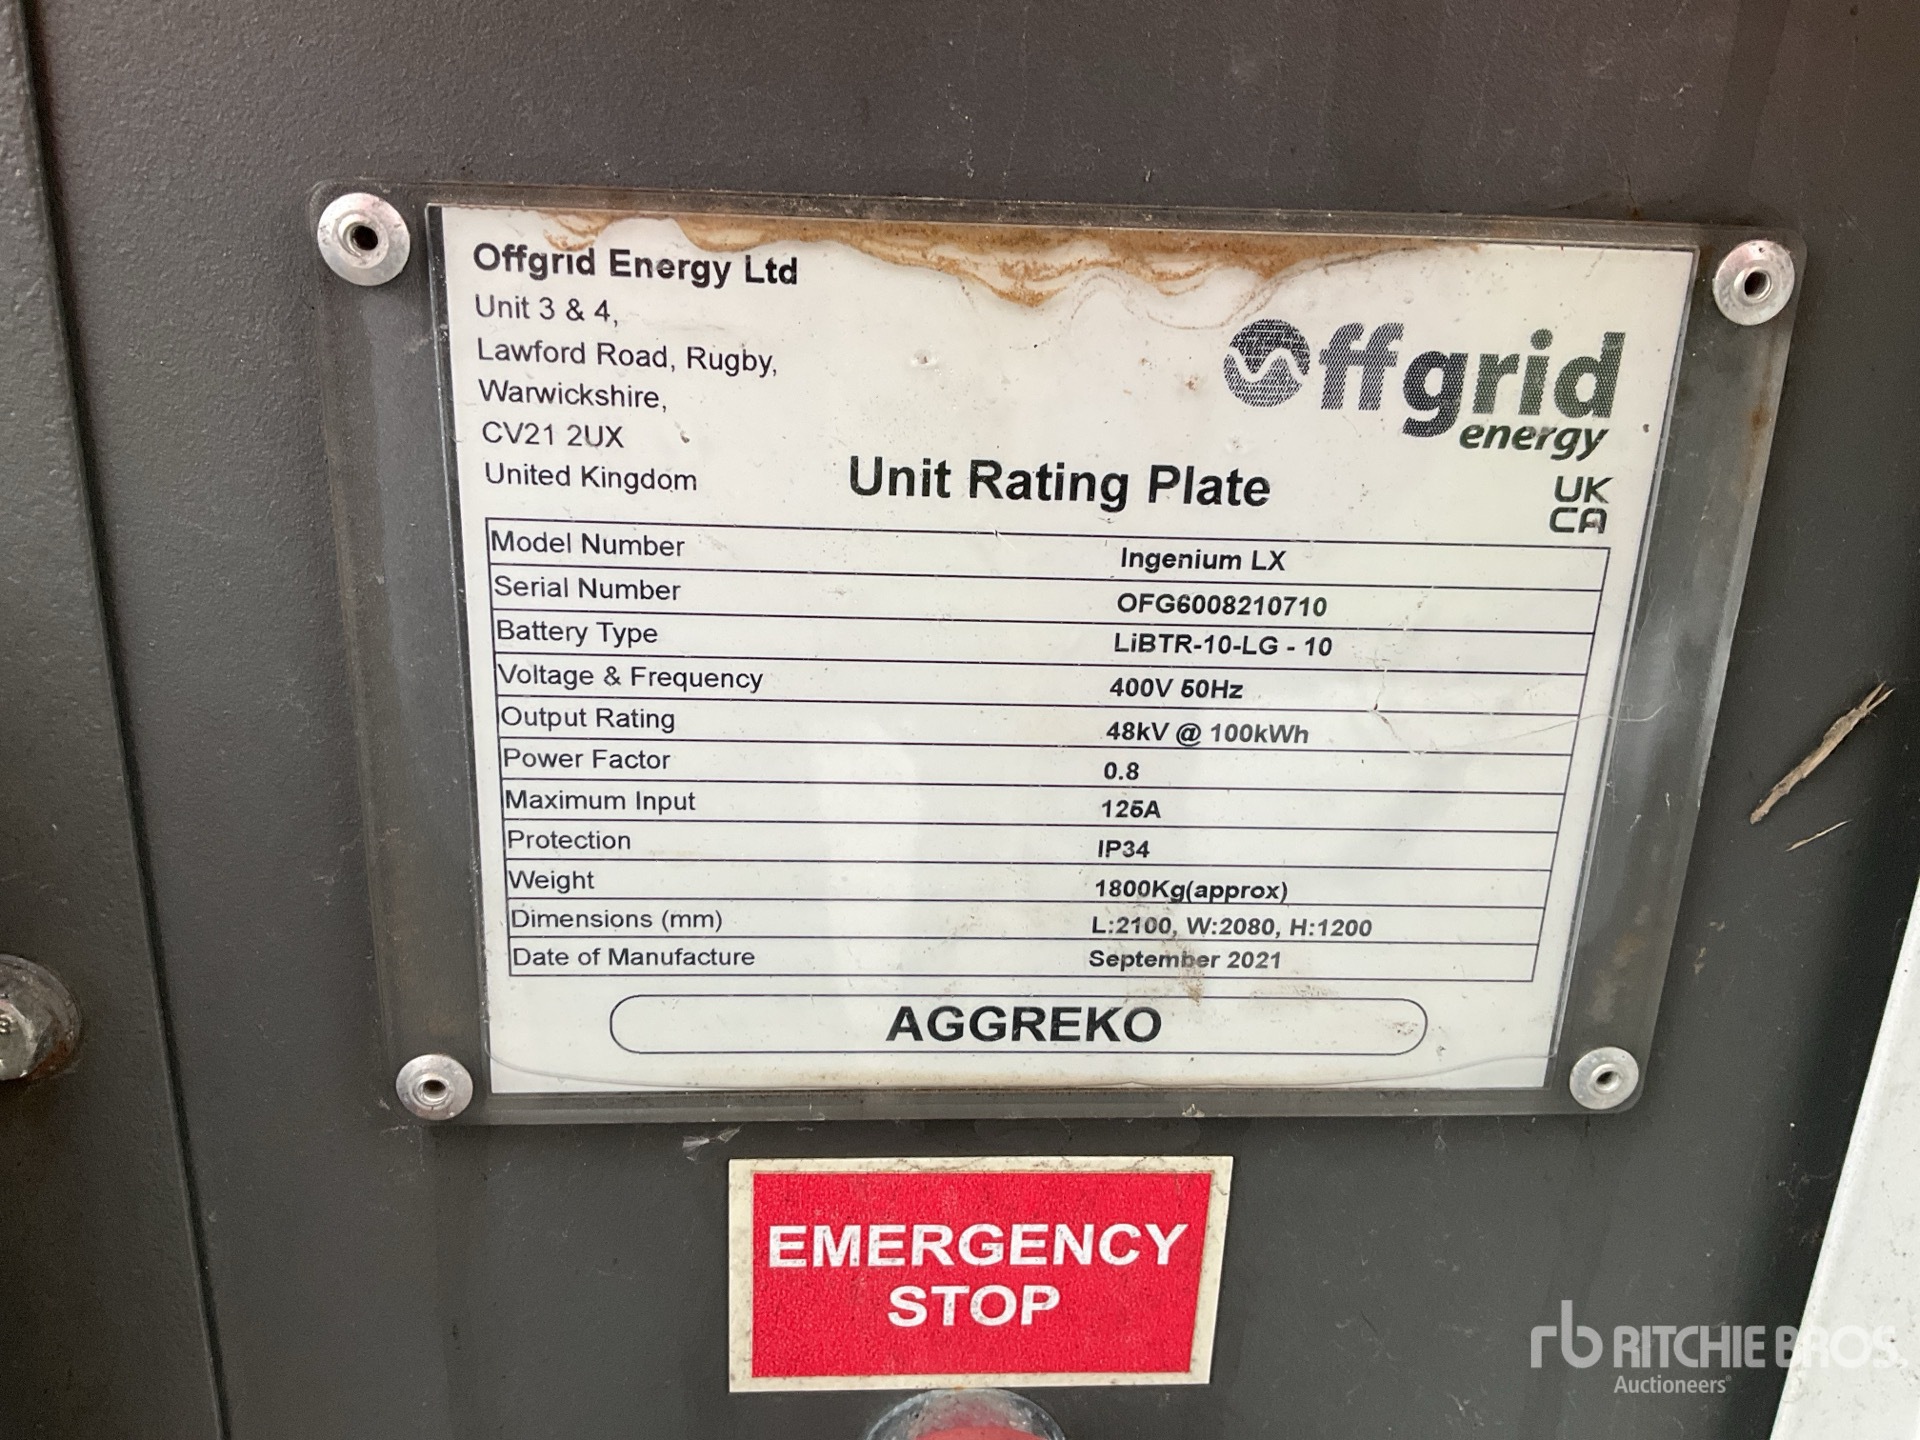 Offgrid Energy Ltd
Unit 3 & 4,
Lawford Road, Rugby,
Warwickshire,
CV21 2UX
United Kingdom
Offgrid
energy
UK
CA
Unit Rating Plate
Model Number Ingenium LX
Serial Number OFG6008210710
Battery Type LiBTR-10-LG - 10
Voltage & Frequency 400V 50Hz
Output Rating 48kV @ 100kWh
Power Factor 0.8
Maximum Input 125A
Protection IP34
Weight 1800Kg(approx)
Dimensions (mm) L:2100, W:2080, H:1200
Date of Manufacture September 2021
AGGREKO
EMERGENCY
STOP
rb RITCHIE BROS.
Auctioneers